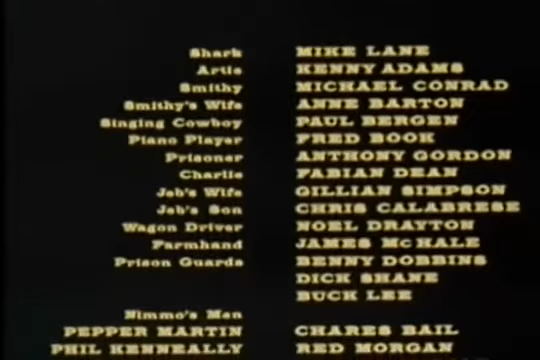 Shark MIKE LANE
Artie KENNY ADAMS
Smithy MICHAEL CONRAD
Smithy's Wife ANNE BARTON
Singing Cowboy PAUL BERGEN
Piano Player FRED BOOK
Prisoner ANTHONY GORDON
Charlie FABIAN DEAN
Jeb's Wife GILLIAN SIMPSON
Jeb's Son CHRIS CALABRESE
Wagon Driver NOEL DRAYTON
Farmhand JAMES McHALE
Prison Guards BENNY DOBBINS
DICK SHANE
BUCK LEE
Nimmo's Men
PEPPER MARTIN CHARES BAIL
PHIL KENNEALLY RED MORGAN